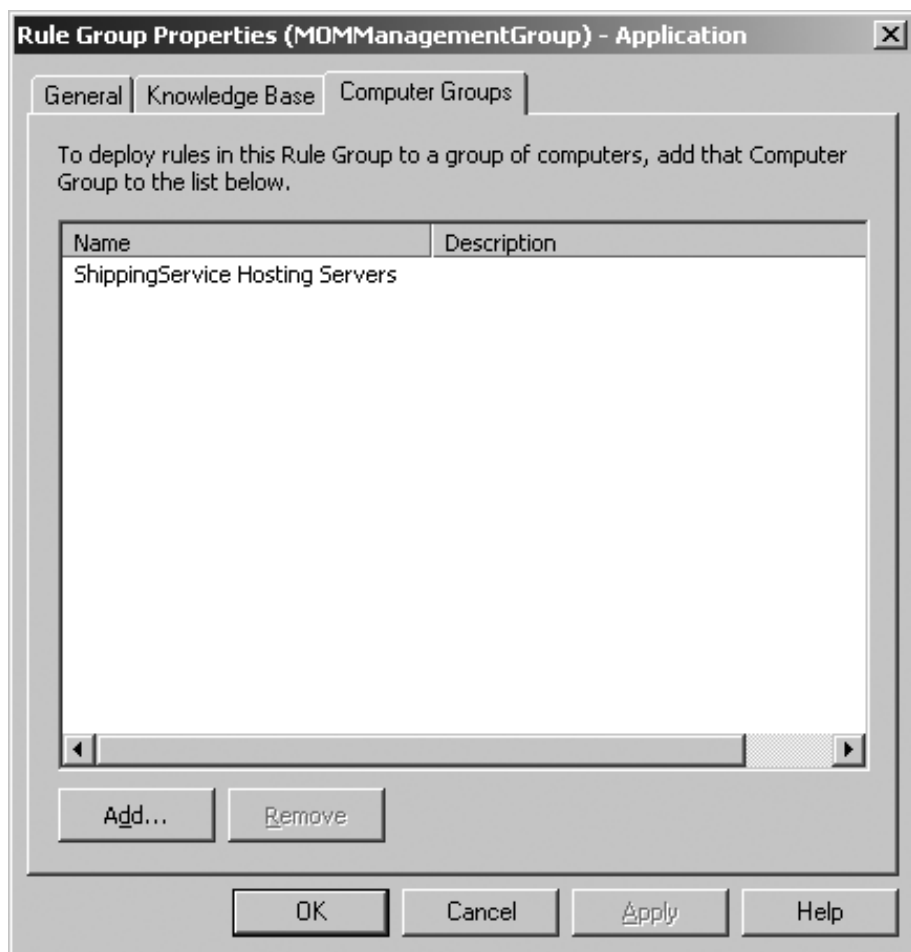 Rule Group Properties (MOMManagementGroup) - Application
General Knowledge Base Computer Groups
To deploy rules in this Rule Group to a group of computers, add that Computer
Group to the list below.
Name Description
ShippingService Hosting Servers
Add... Remove
OK Cancel Apply Help